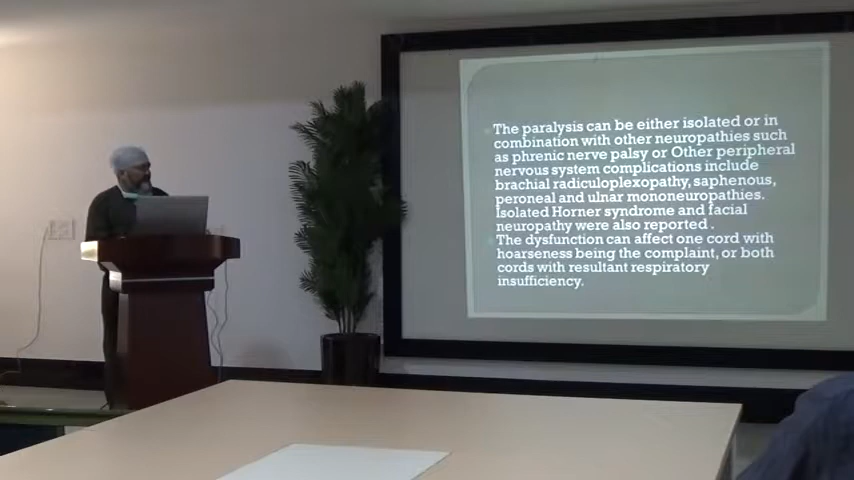 The paralysis can be either isolated or in
combination with other neuropathies such
as phrenic nerve palsy or Other peripheral
nervous system complications include
brachial radiculoplexopathy, saphenous,
peroneal and ulnar mononeuropathies.
Isolated Horner syndrome and facial
neuropathy were also reported .
The dysfunction can affect one cord with
hoarseness being the complaint, or both
cords with resultant respiratory
insufficiency.